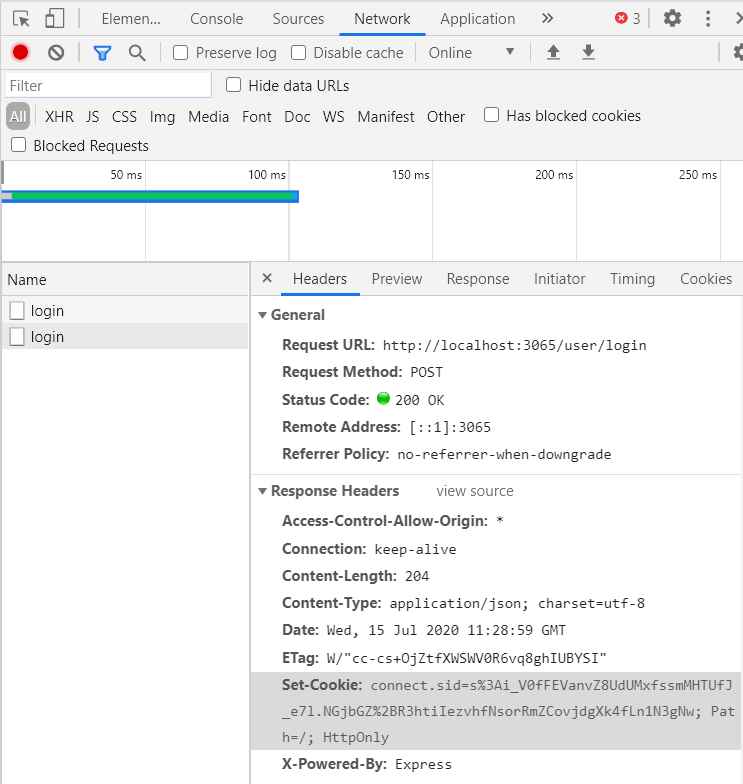 Elemen... Console Sources Network Application » 3
Preserve log Disable cache Online
Filter Hide data URLs
All XHR JS CSS Img Media Font Doc WS Manifest Other Has blocked cookies
Blocked Requests
50 ms 100 ms 150 ms 200 ms 250 ms
Name
login
login
× Headers Preview Response Initiator Timing Cookies
General
Request URL: http://localhost:3065/user/login
Request Method: POST
Status Code: 200 OK
Remote Address: [::1]:3065
Referrer Policy: no-referrer-when-downgrade
Response Headers view source
Access-Control-Allow-Origin: *
Connection: keep-alive
Content-Length: 204
Content-Type: application/json; charset=utf-8
Date: Wed, 15 Jul 2020 11:28:59 GMT
ETag: W/"cc-cs+OjZtfXWSWV0R6vq8ghIUBYSI"
Set-Cookie: connect.sid=s%3Ai_V0fFEVanvZ8UdUMxfssmMHTUfJ
_e7l.NGjbGZ%2BR3htiIezvhfNsorRmZCovjdgXk4fLn1N3gNw; Pat
h=/; HttpOnly
X-Powered-By: Express